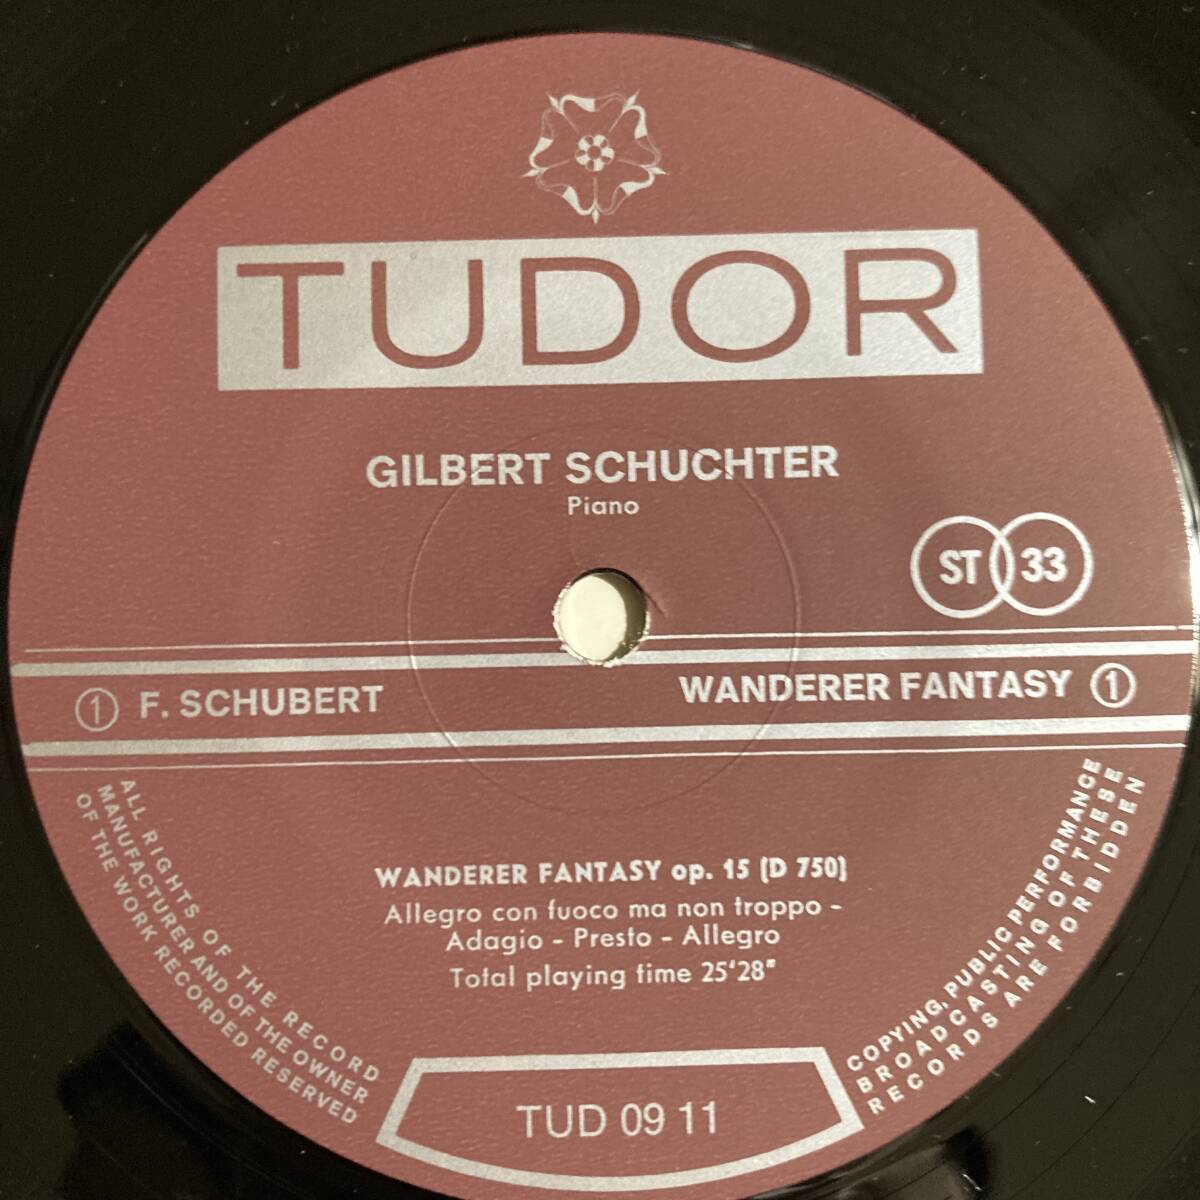 TUDOR
GILBERT SCHUCHTER
Piano
ST 33
1 F. SCHUBERT
WANDERER FANTASY 1
WANDERER FANTASY op. 15 (D 750)
Allegro con fuoco ma non troppo -
Adagio - Presto - Allegro
Total playing time 25'28"
ALL RIGHTS OF THE RECORD
MANUFACTURER AND OF THE OWNER
OF THE WORK RECORDED RESERVED
COPYING, PUBLIC PERFORMANCE
BROADCASTING OF THESE
RECORDS ARE FORBIDDEN
TUD 09 11